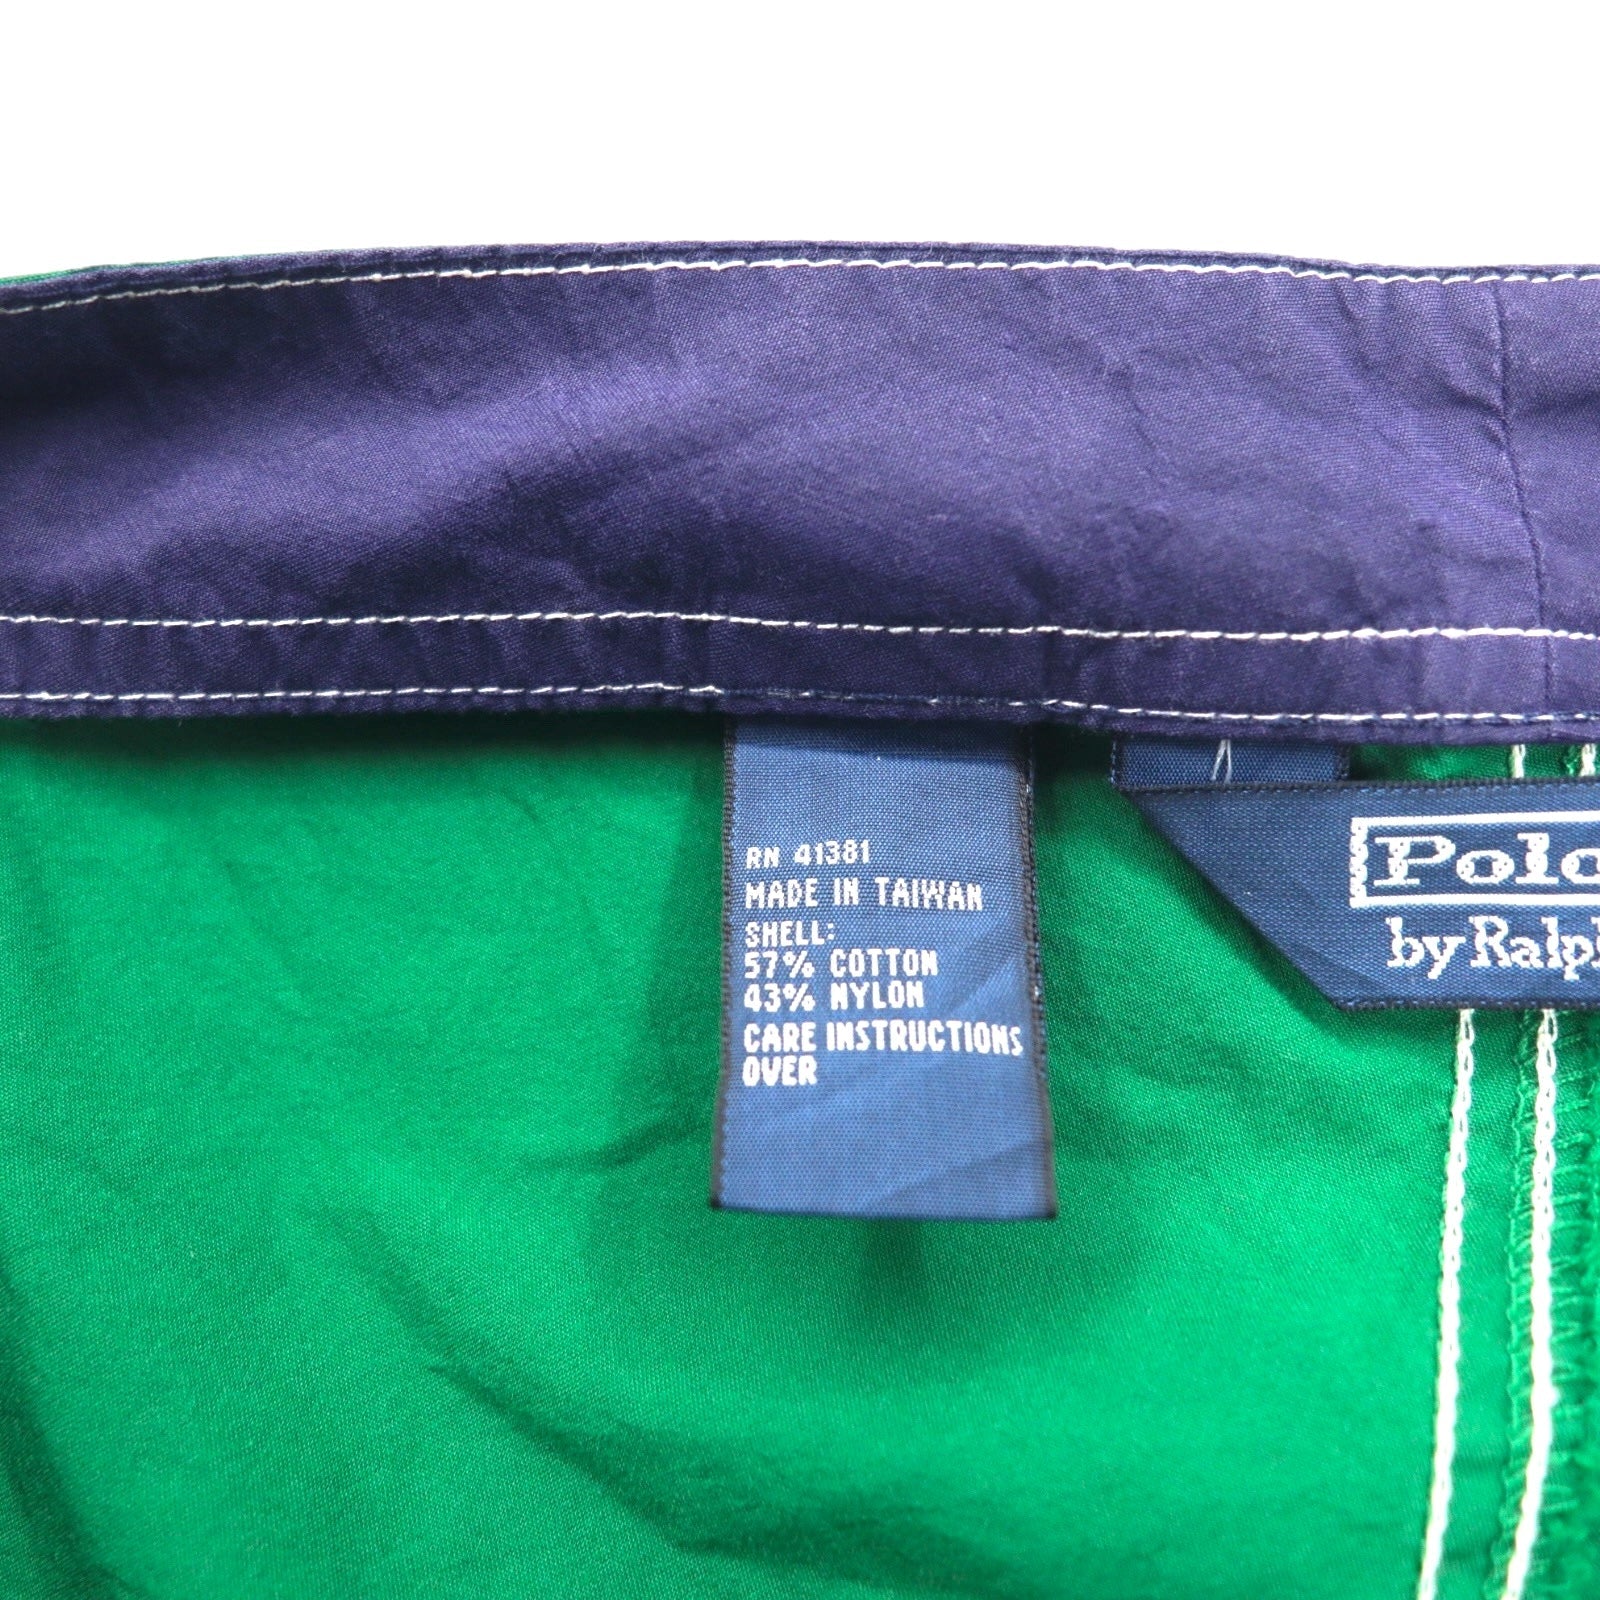 RN 41381
MADE IN TAIWAN
SHELL:
57% COTTON
43% NYLON
CARE INSTRUCTIONS
OVER
Polo
by Ralph